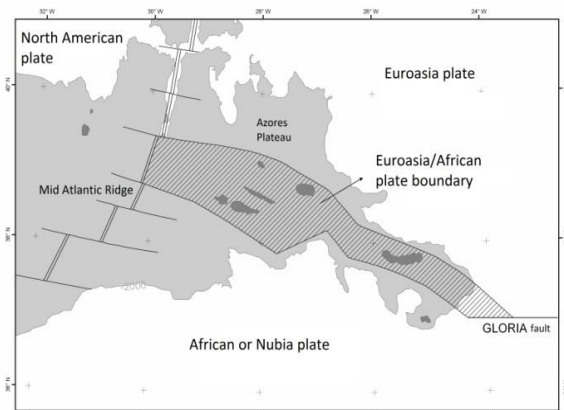 32° W
30° W
28° W
26° W
24° W
North American
plate
Euroasia plate
40° N
Azores
Plateau
Euroasia/African
plate boundary
Mid Atlantic Ridge
38° N
-2000
GLORIA fault
African or Nubia plate
36° N